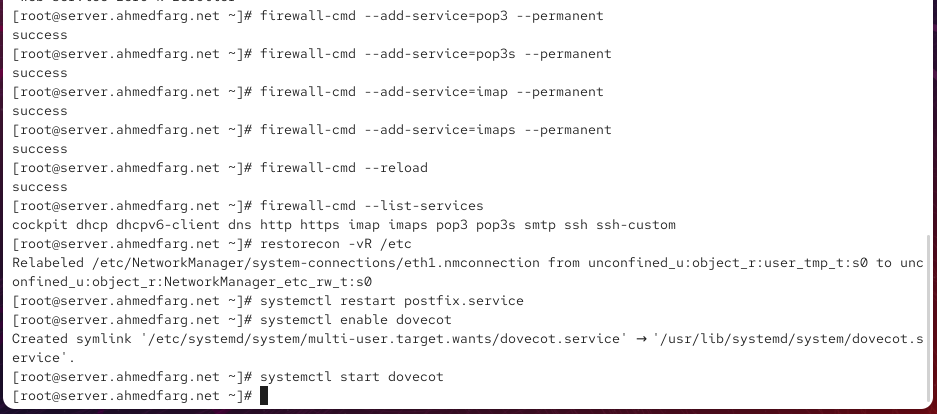 [root@server.ahmedfarg.net ~]# firewall-cmd --add-service=pop3 --permanent
success
[root@server.ahmedfarg.net ~]# firewall-cmd --add-service=pop3s --permanent
success
[root@server.ahmedfarg.net ~]# firewall-cmd --add-service=imap --permanent
success
[root@server.ahmedfarg.net ~]# firewall-cmd --add-service=imaps --permanent
success
[root@server.ahmedfarg.net ~]# firewall-cmd --reload
success
[root@server.ahmedfarg.net ~]# firewall-cmd --list-services
cockpit dhcp dhcpv6-client dns http https imap imaps pop3 pop3s smtp ssh ssh-custom
[root@server.ahmedfarg.net ~]# restorecon -vR /etc
Relabeled /etc/NetworkManager/system-connections/eth1.nmconnection from unconfined_u:object_r:user_tmp_t:s0 to unc
onfined_u:object_r:NetworkManager_etc_rw_t:s0
[root@server.ahmedfarg.net ~]# systemctl restart postfix.service
[root@server.ahmedfarg.net ~]# systemctl enable dovecot
Created symlink '/etc/systemd/system/multi-user.target.wants/dovecot.service' → '/usr/lib/systemd/system/dovecot.s
ervice'.
[root@server.ahmedfarg.net ~]# systemctl start dovecot
[root@server.ahmedfarg.net ~]#